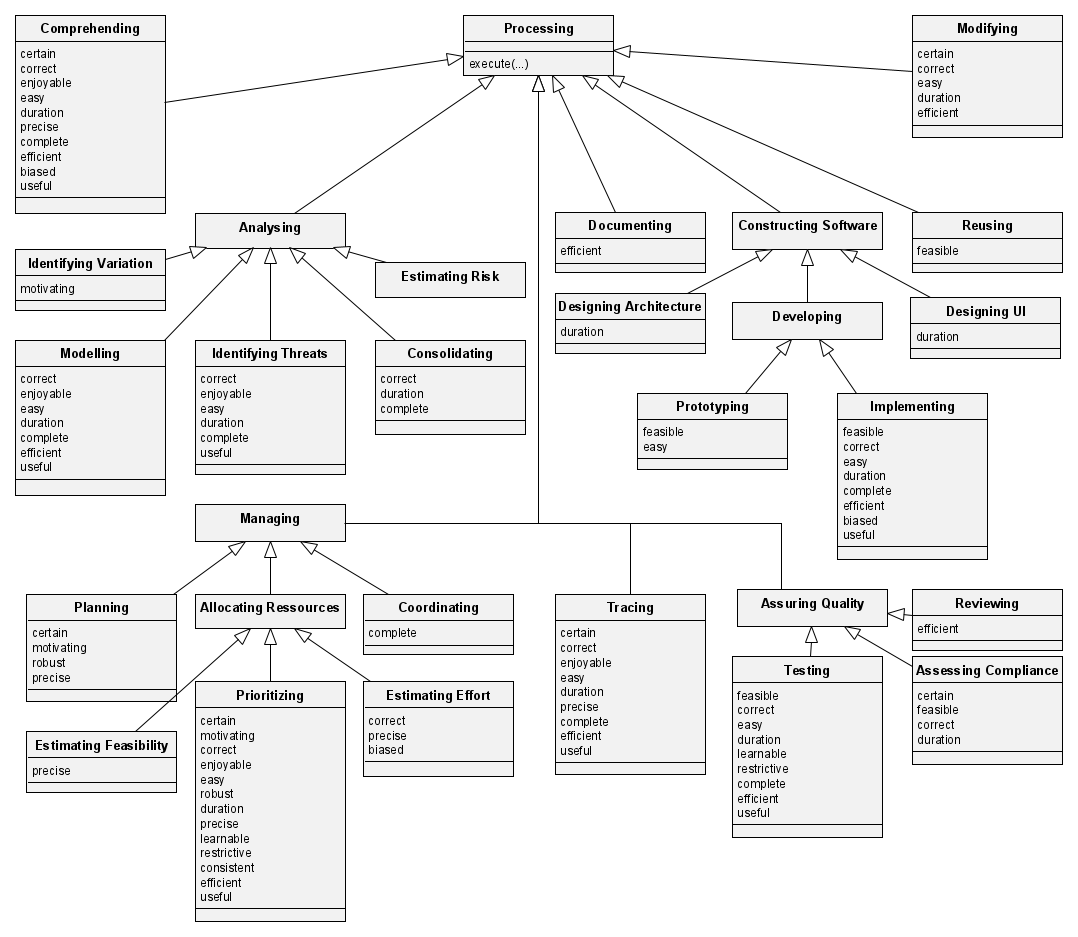 Comprehending
certain
correct
enjoyable
easy
duration
precise
complete
efficient
biased
useful
Processing
execute(...)
Modifying
certain
correct
easy
duration
efficient
Analysing
Identifying Variation
motivating
Estimating Risk
Modelling
correct
enjoyable
easy
duration
complete
efficient
useful
Identifying Threats
correct
enjoyable
easy
duration
complete
useful
Consolidating
correct
duration
complete
Documenting
efficient
Constructing Software
Reusing
feasible
Designing Architecture
duration
Developing
Designing UI
duration
Prototyping
feasible
easy
Implementing
feasible
correct
easy
duration
complete
efficient
biased
useful
Managing
Planning
certain
motivating
robust
precise
Allocating Ressources
Coordinating
complete
Estimating Feasibility
precise
Prioritizing
certain
motivating
correct
enjoyable
easy
robust
duration
precise
learnable
restrictive
consistent
efficient
useful
Estimating Effort
correct
precise
biased
Tracing
certain
correct
enjoyable
easy
duration
precise
complete
efficient
useful
Assuring Quality
Reviewing
efficient
Testing
feasible
correct
easy
duration
learnable
restrictive
complete
efficient
useful
Assessing Compliance
certain
feasible
correct
duration